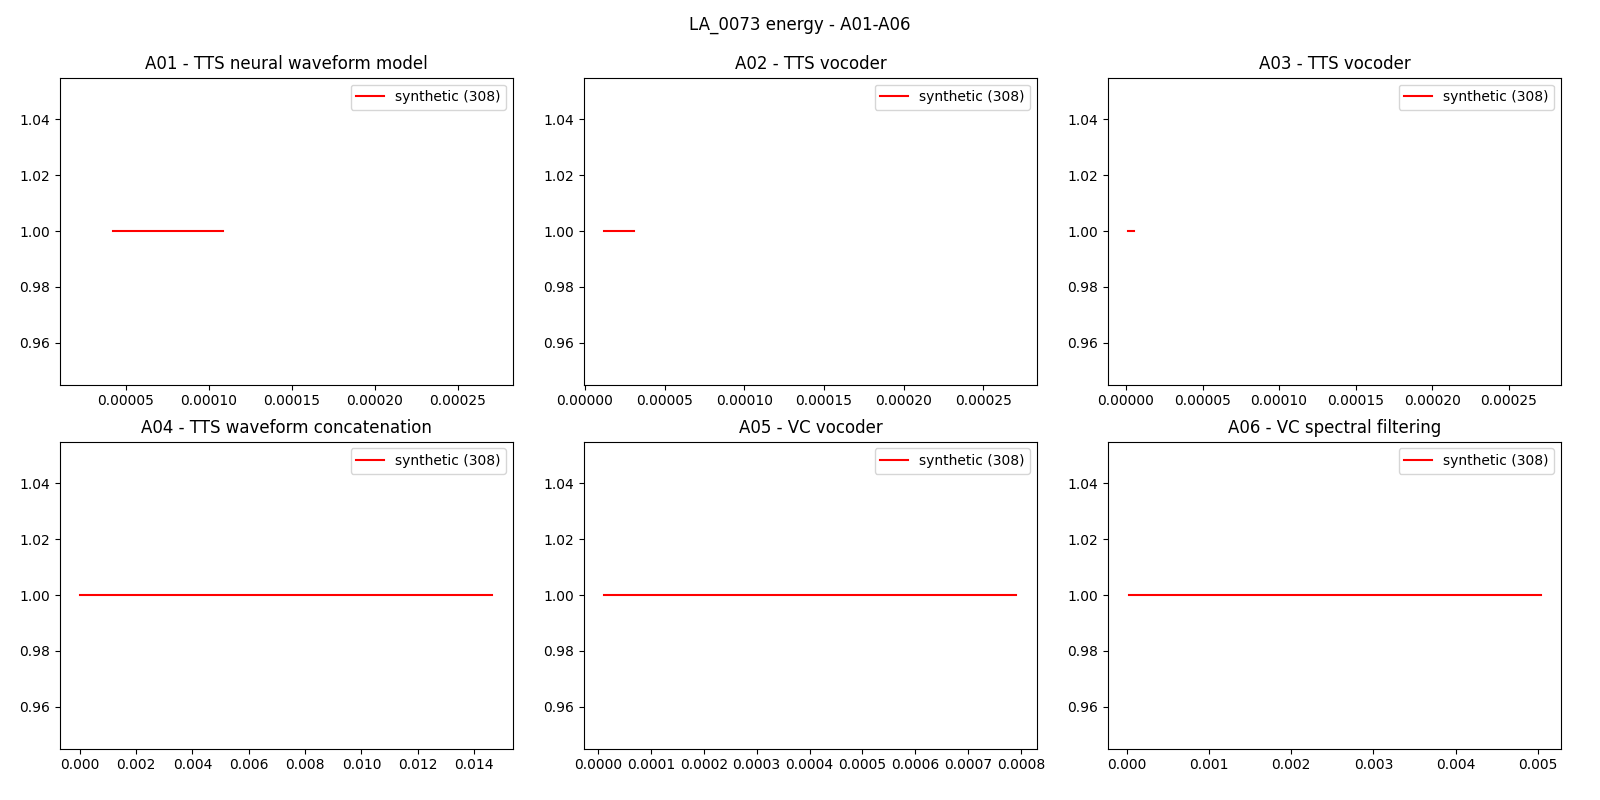 LA_0073 energy - A01-A06
A01 - TTS neural waveform model
synthetic (308)
1.04
1.02
1.00
0.98
0.96
0.00005 0.00010 0.00015 0.00020 0.00025
A02 - TTS vocoder
synthetic (308)
1.04
1.02
1.00
0.98
0.96
0.00000 0.00005 0.00010 0.00015 0.00020 0.00025
A03 - TTS vocoder
synthetic (308)
1.04
1.02
1.00
0.98
0.96
0.00000 0.00005 0.00010 0.00015 0.00020 0.00025
A04 - TTS waveform concatenation
synthetic (308)
1.04
1.02
1.00
0.98
0.96
0.000 0.002 0.004 0.006 0.008 0.010 0.012 0.014
A05 - VC vocoder
synthetic (308)
1.04
1.02
1.00
0.98
0.96
0.0000 0.0001 0.0002 0.0003 0.0004 0.0005 0.0006 0.0007 0.0008
A06 - VC spectral filtering
synthetic (308)
1.04
1.02
1.00
0.98
0.96
0.000 0.001 0.002 0.003 0.004 0.005